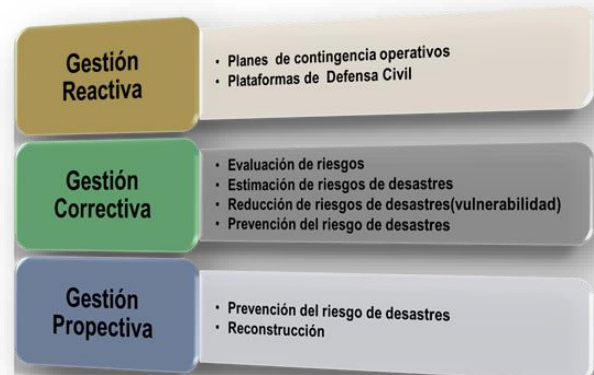 Gestión
Reactiva
• Planes de contingencia operativos
• Plataformas de Defensa Civil
Gestión
Correctiva
• Evaluación de riesgos
• Estimación de riesgos de desastres
• Reducción de riesgos de desastres(vulnerabilidad)
• Prevención del riesgo de desastres
Gestión
Propectiva
• Prevención del riesgo de desastres
• Reconstrucción